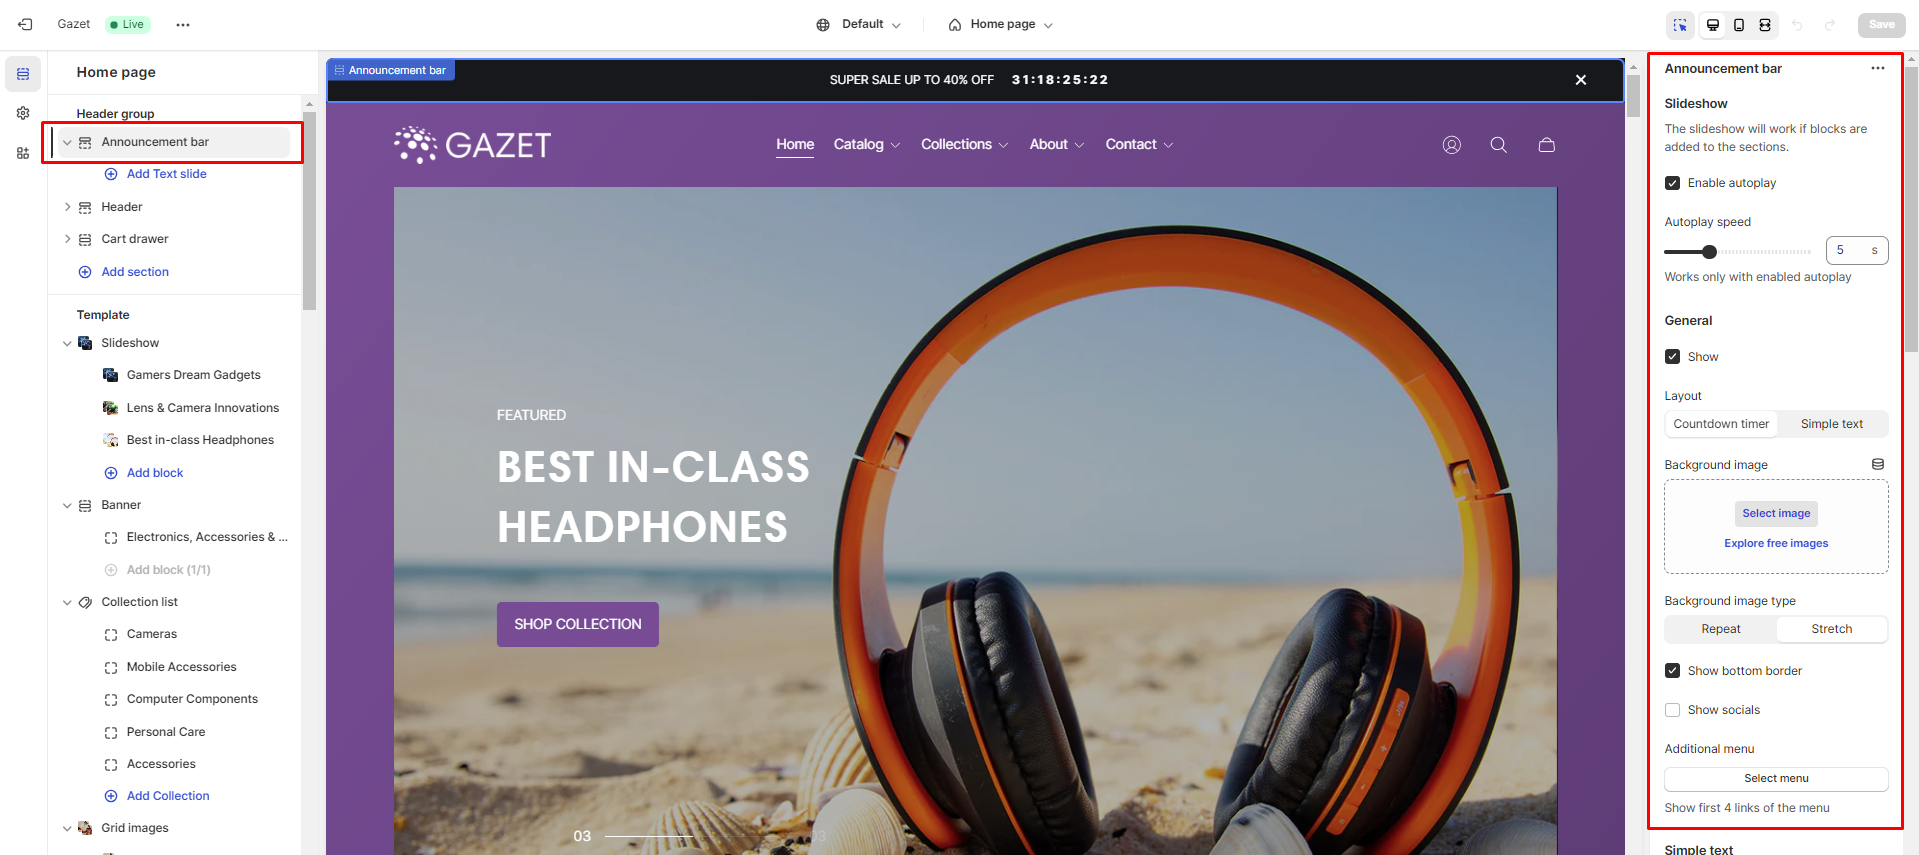 Gazet
Live
Default
Home page
Save
Home page
Header group
Announcement bar
Add Text slide
Header
Cart drawer
Add section
Template
Slideshow
Gamers Dream Gadgets
Lens & Camera Innovations
Best in-class Headphones
Add block
Banner
Electronics, Accessories & ...
Add block (1/1)
Collection list
Cameras
Mobile Accessories
Computer Components
Personal Care
Accessories
Add Collection
Grid images
Announcement bar
SUPER SALE UP TO 40% OFF 31:18:25:22
GAZET
Home Catalog Collections About Contact
FEATURED
BEST IN-CLASS
HEADPHONES
SHOP COLLECTION
03 03
Announcement bar
Slideshow
The slideshow will work if blocks are
added to the sections.
Enable autoplay
Autoplay speed
5 s
Works only with enabled autoplay
General
Show
Layout
Countdown timer Simple text
Background image
Select image
Explore free images
Background image type
Repeat Stretch
Show bottom border
Show socials
Additional menu
Select menu
Show first 4 links of the menu
Simple text